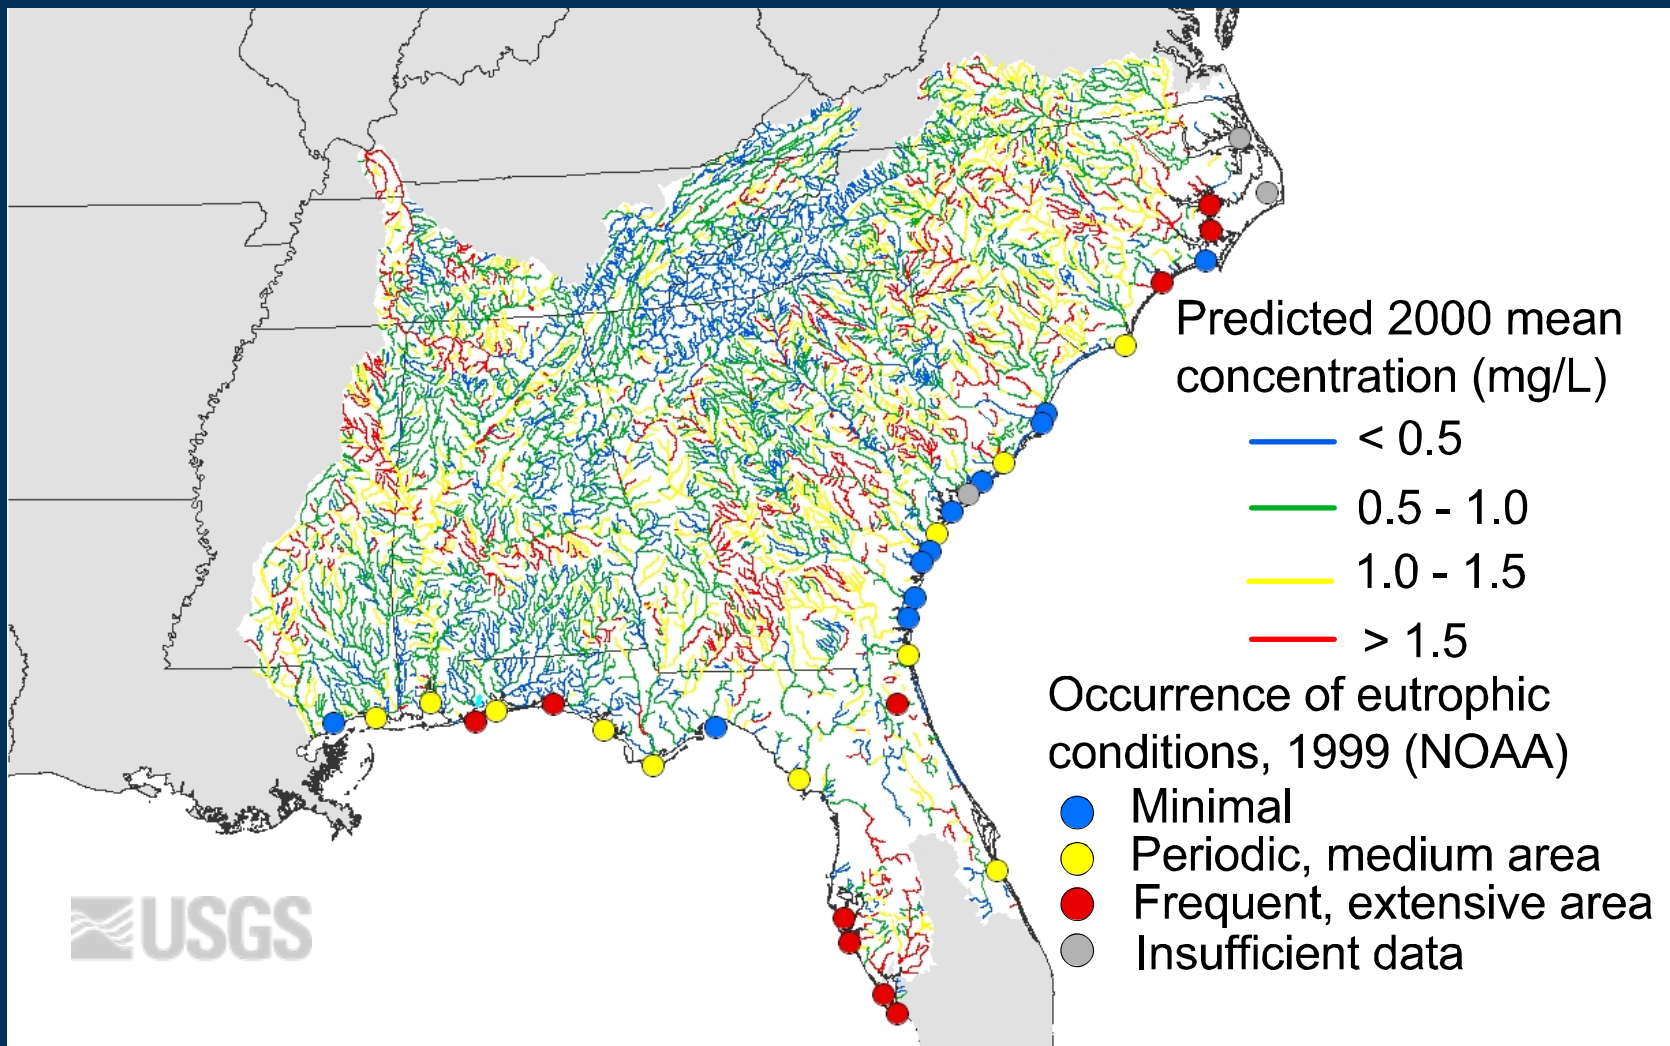 Predicted 2000 mean
concentration (mg/L)
< 0.5
0.5 - 1.0
1.0 - 1.5
> 1.5
Occurrence of eutrophic
conditions, 1999 (NOAA)
Minimal
Periodic, medium area
Frequent, extensive area
Insufficient data
USGS